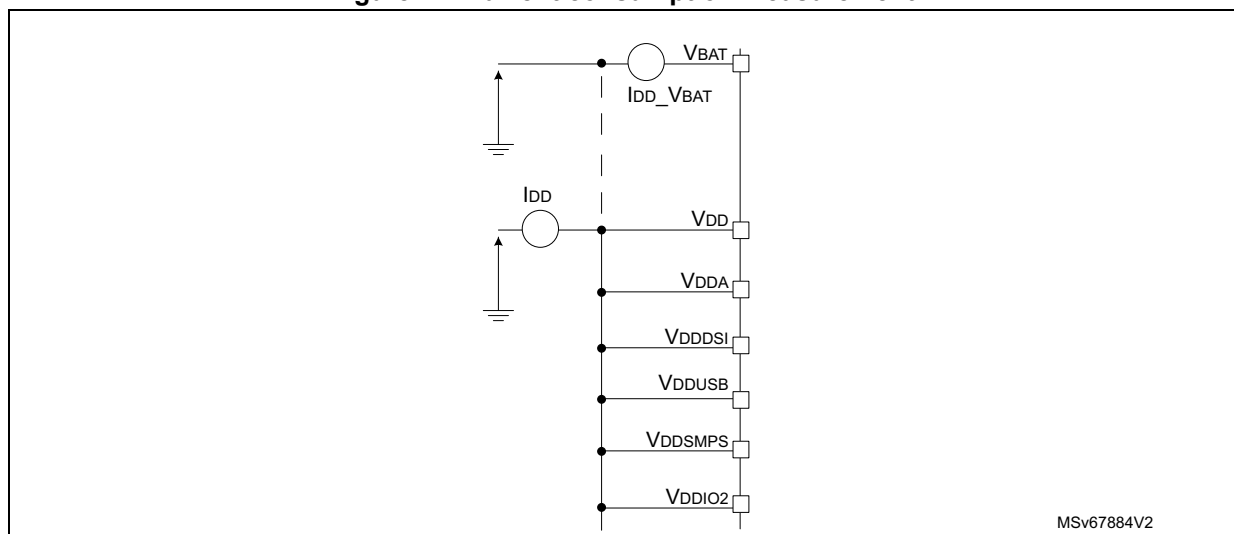 VBAT
IDD_VBAT
IDD
VDD
VDDA
VDDDSI
VDDUSB
VDDSMPS
VDDIO2
MSv67884V2